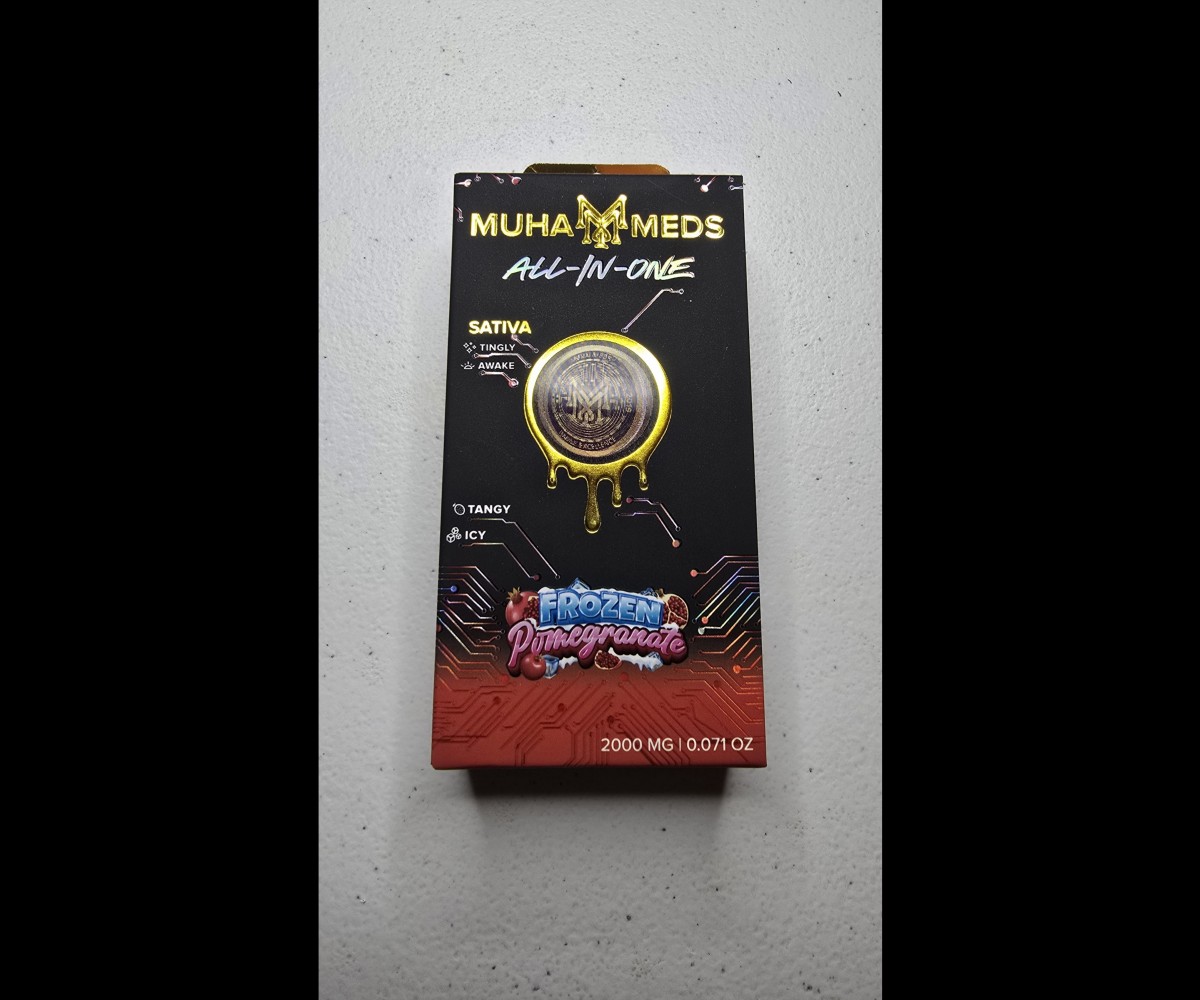 MUHA MEDS
ALL-IN-ONE
SATIVA
TINGLY
AWAKE
TANGY
ICY
FROZEN
Pomegranate
2000 MG | 0.071 OZ